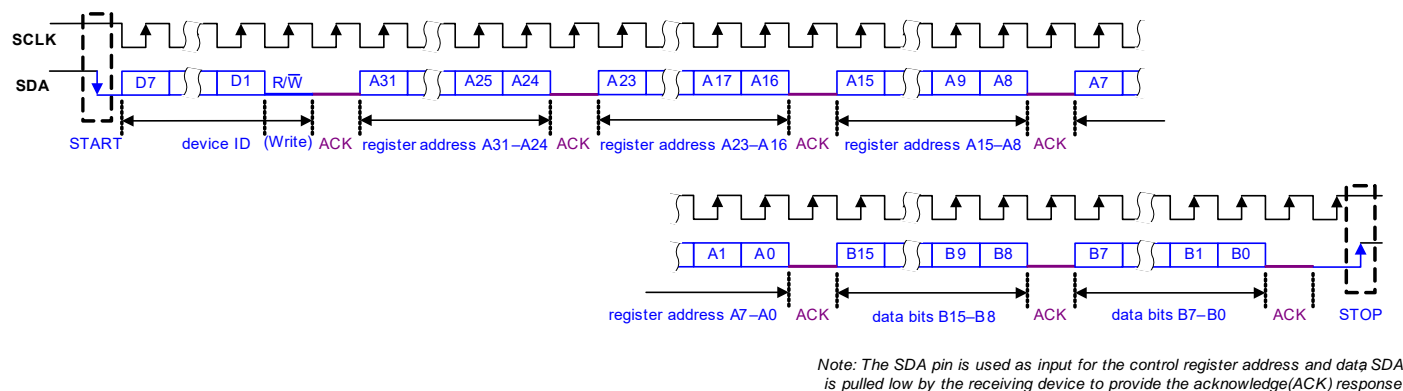 SCLK
SDA
D7 D1 R/W̅ A31 A25 A24 A23 A17 A16 A15 A9 A8 A7
START device ID (Write) ACK register address A31–A24 ACK register address A23–A16 ACK register address A15–A8 ACK
A1 A0 B15 B9 B8 B7 B1 B0
register address A7–A0 ACK data bits B15–B8 ACK data bits B7–B0 ACK STOP
Note: The SDA pin is used as input for the control register address and data; SDA
is pulled low by the receiving device to provide the acknowledge(ACK) response